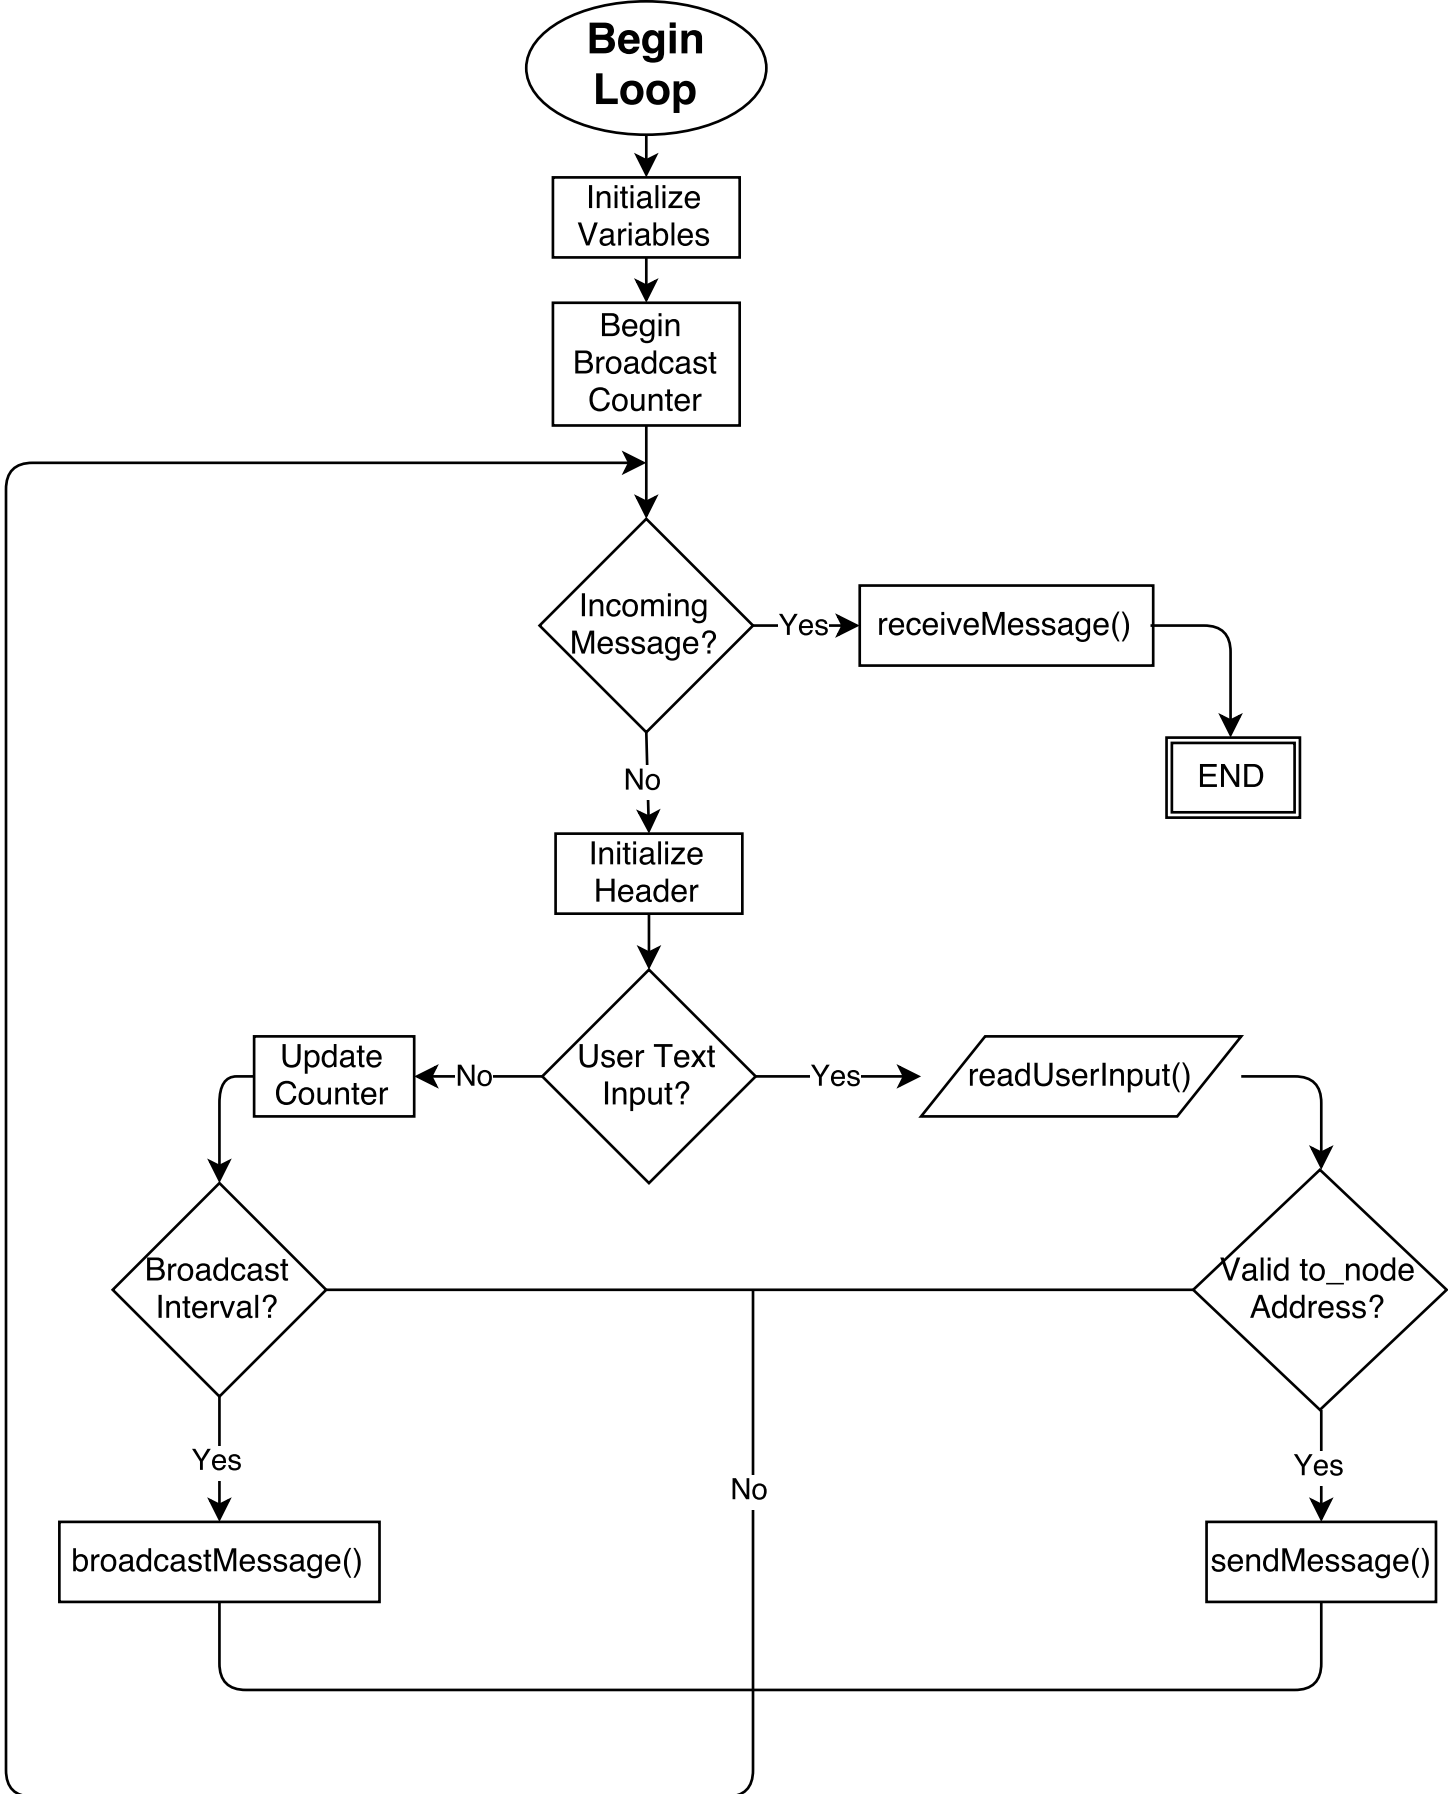 Begin
Loop
Initialize
Variables
Begin
Broadcast
Counter
Incoming
Message?
Yes
receiveMessage()
END
No
Initialize
Header
Update
Counter
No
User Text
Input?
Yes
readUserInput()
Broadcast
Interval?
Valid to_node
Address?
Yes
No
Yes
broadcastMessage()
sendMessage()